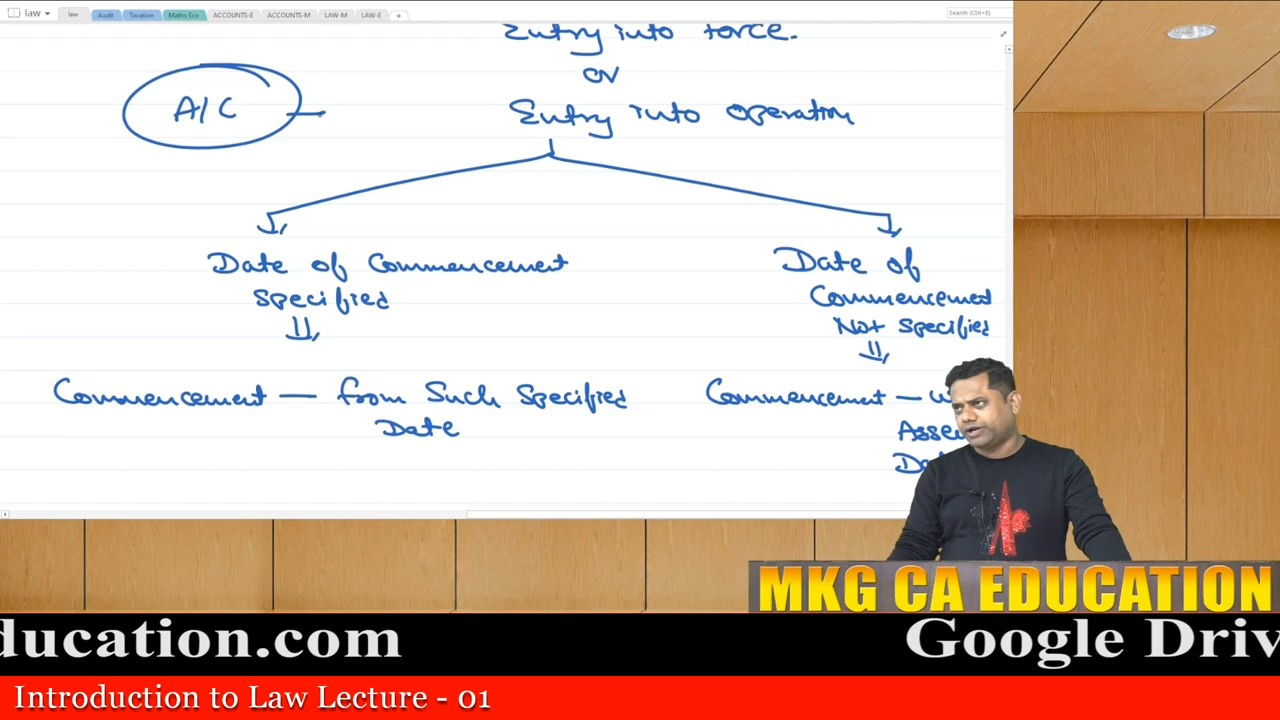 law
law
Audit
Taxation
Maths Eco
ACCOUNTS-E
ACCOUNTS-M
LAW-M
LAW-E
+
Search (Ctrl+E)
Entry into force.
or
A/C
Entry into operation
Date of Commencement
Specified
Date of
Commencement
Not Specified
Commencement — from Such Specified
Date
Commencement —
MKG CA EDUCATION
ducation.com
Google Driv
Introduction to Law Lecture - 01